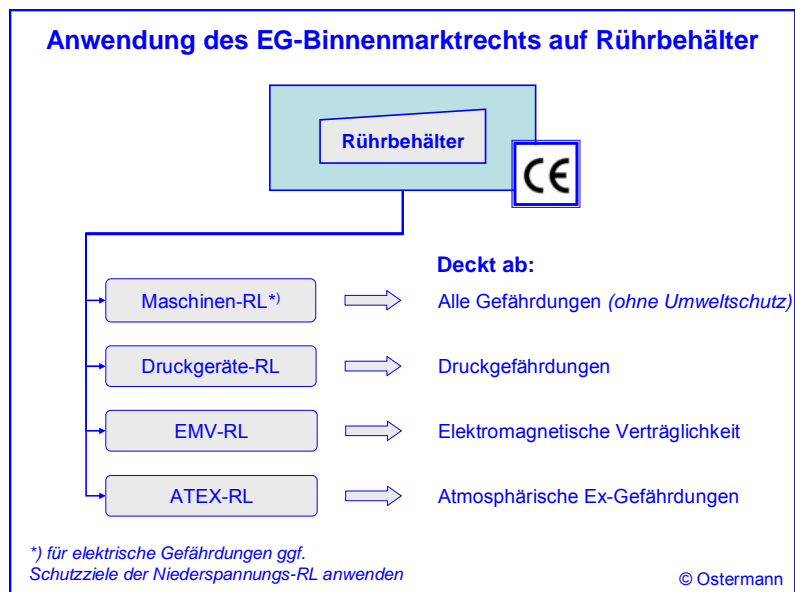 Anwendung des EG-Binnenmarktrechts auf Rührbehälter
Rührbehälter
CE
Deckt ab:
Maschinen-RL*) Alle Gefährdungen (ohne Umweltschutz)
Druckgeräte-RL Druckgefährdungen
EMV-RL Elektromagnetische Verträglichkeit
ATEX-RL Atmosphärische Ex-Gefährdungen
*) für elektrische Gefährdungen ggf.
Schutzziele der Niederspannungs-RL anwenden
© Ostermann